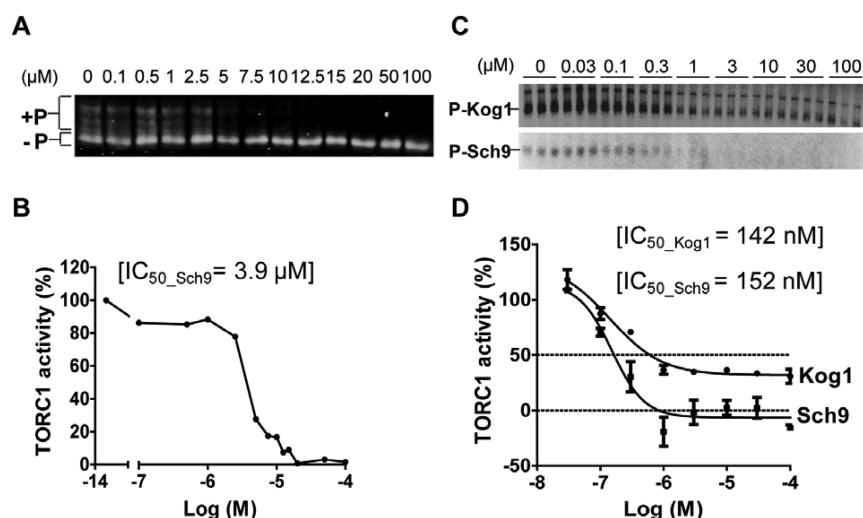 A
(μM) 0 0.1 0.5 1 2.5 5 7.5 10 12.5 15 20 50 100
+P
- P
B
[IC50_Sch9 = 3.9 μM]
TORC1 activity (%)
120
100
80
60
40
20
0
-14 -7 -6 -5 -4
Log (M)
C
(μM) 0 0.03 0.1 0.3 1 3 10 30 100
P-Kog1
P-Sch9
D
[IC50_Kog1 = 142 nM]
[IC50_Sch9 = 152 nM]
TORC1 activity (%)
150
100
50
0
-50
Kog1
Sch9
-8 -7 -6 -5 -4
Log (M)